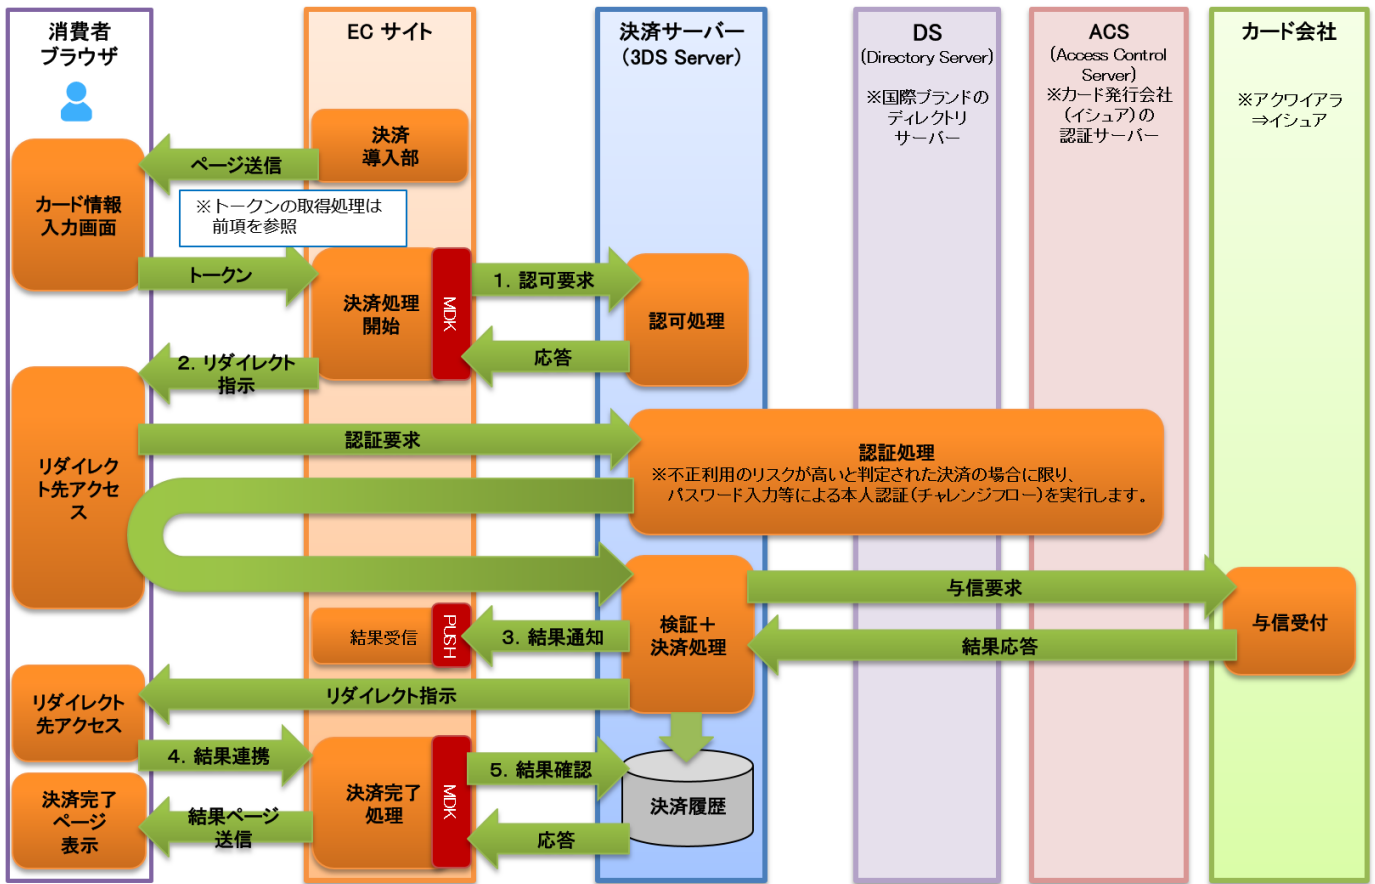 消費者
ブラウザ
EC サイト
決済サーバー
（3DS Server）
DS
(Directory Server)
※国際ブランドの
ディレクトリ
サーバー
ACS
(Access Control
Server)
※カード発行会社
(イシュア)の
認証サーバー
カード会社
※アクワイアラ
⇒イシュア
決済
導入部
ページ送信
カード情報
入力画面
※トークンの取得処理は
前項を参照
トークン
決済処理
開始
MDK
1. 認可要求
認可処理
応答
2. リダイレクト
指示
リダイレク
ト先アクセ
ス
認証要求
認証処理
※不正利用のリスクが高いと判定された決済の場合に限り、
パスワード入力等による本人認証(チャレンジフロー)を実行します。
検証＋
決済処理
与信要求
与信受付
結果応答
結果受信
PUSH
3. 結果通知
リダイレクト指示
リダイレクト
先アクセス
4. 結果連携
決済完了
処理
MDK
5. 結果確認
決済履歴
応答
結果ページ
送信
決済完了
ページ
表示